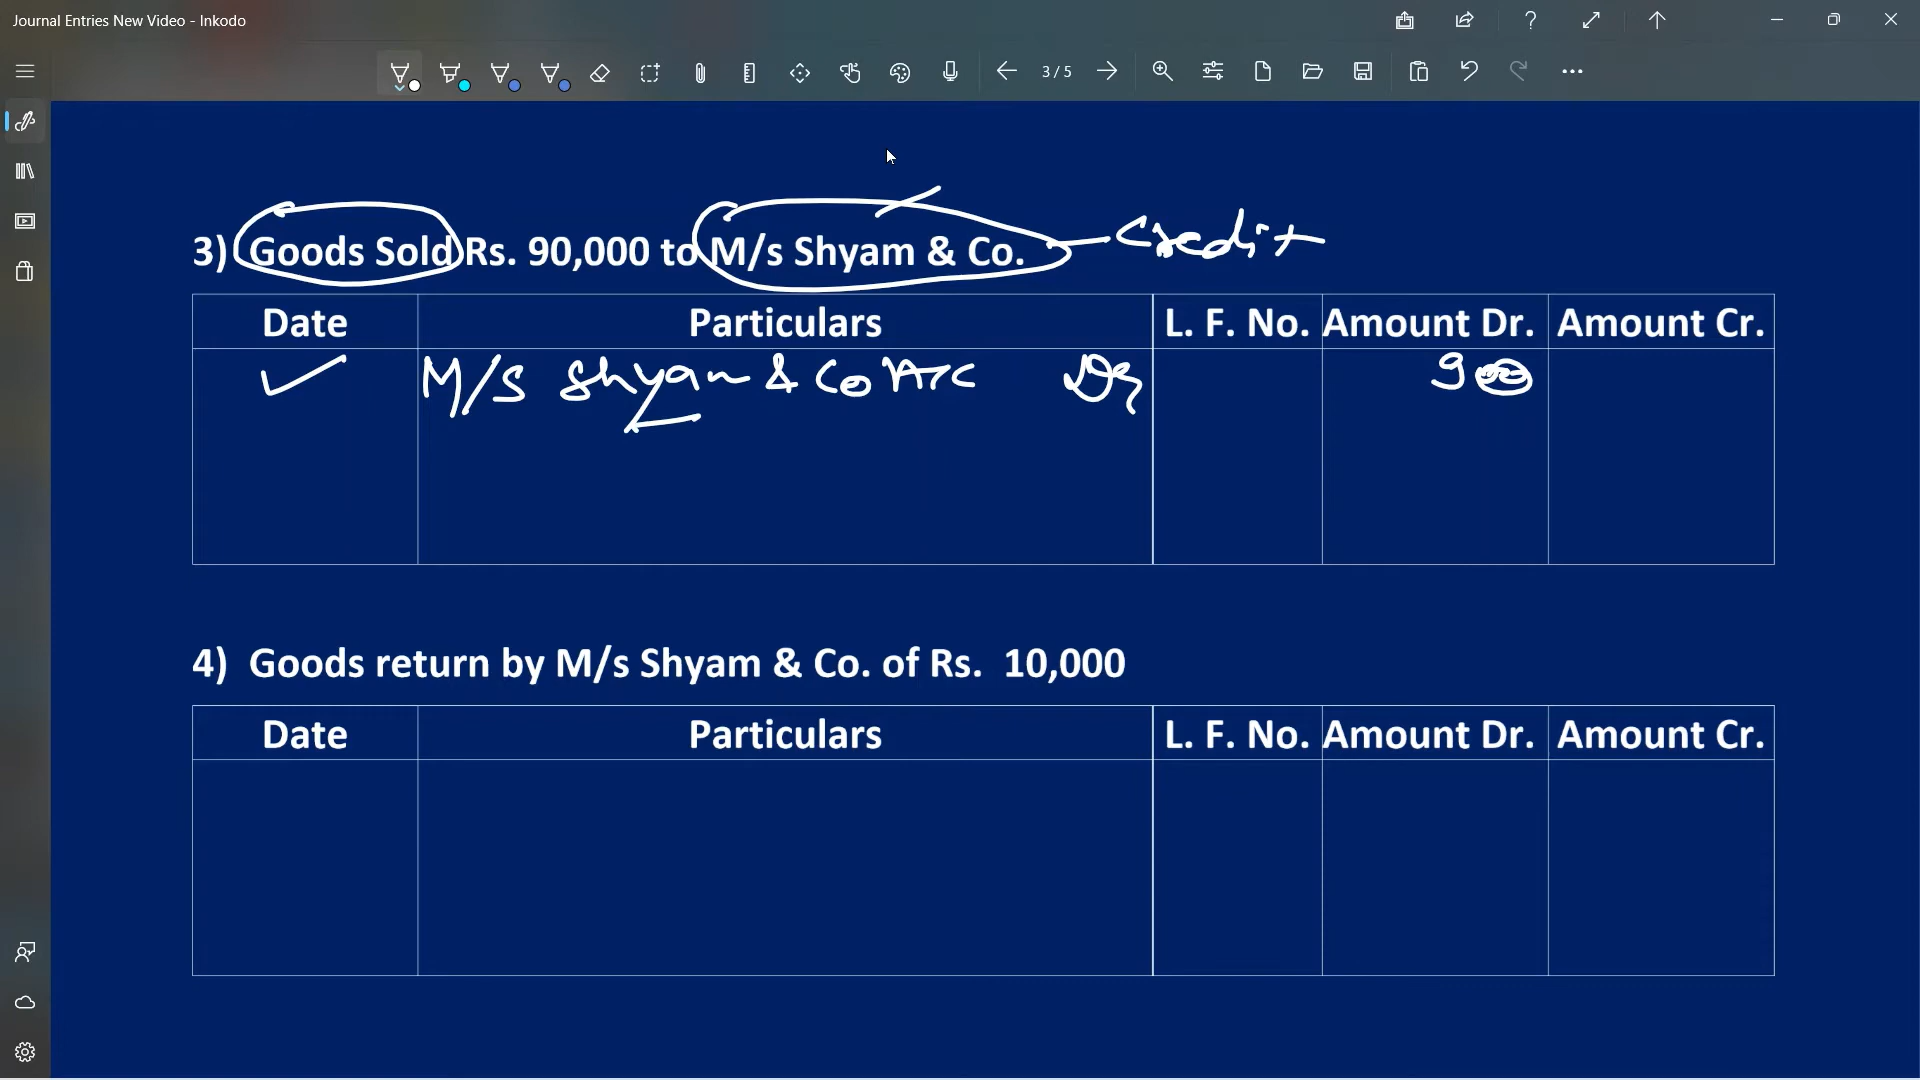 Journal Entries New Video - Inkodo
3 / 5
3) Goods Sold Rs. 90,000 to M/s Shyam & Co. — Credit
Date Particulars L. F. No. Amount Dr. Amount Cr.
M/S Shyam & Co A/C Dr
4) Goods return by M/s Shyam & Co. of Rs. 10,000
Date Particulars L. F. No. Amount Dr. Amount Cr.